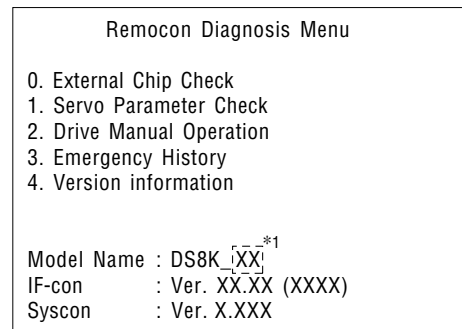 Remocon Diagnosis Menu
0. External Chip Check
1. Servo Parameter Check
2. Drive Manual Operation
3. Emergency History
4. Version information
Model Name : DS8K_XX*1
IF-con : Ver. XX.XX (XXXX)
Syscon : Ver. X.XXX